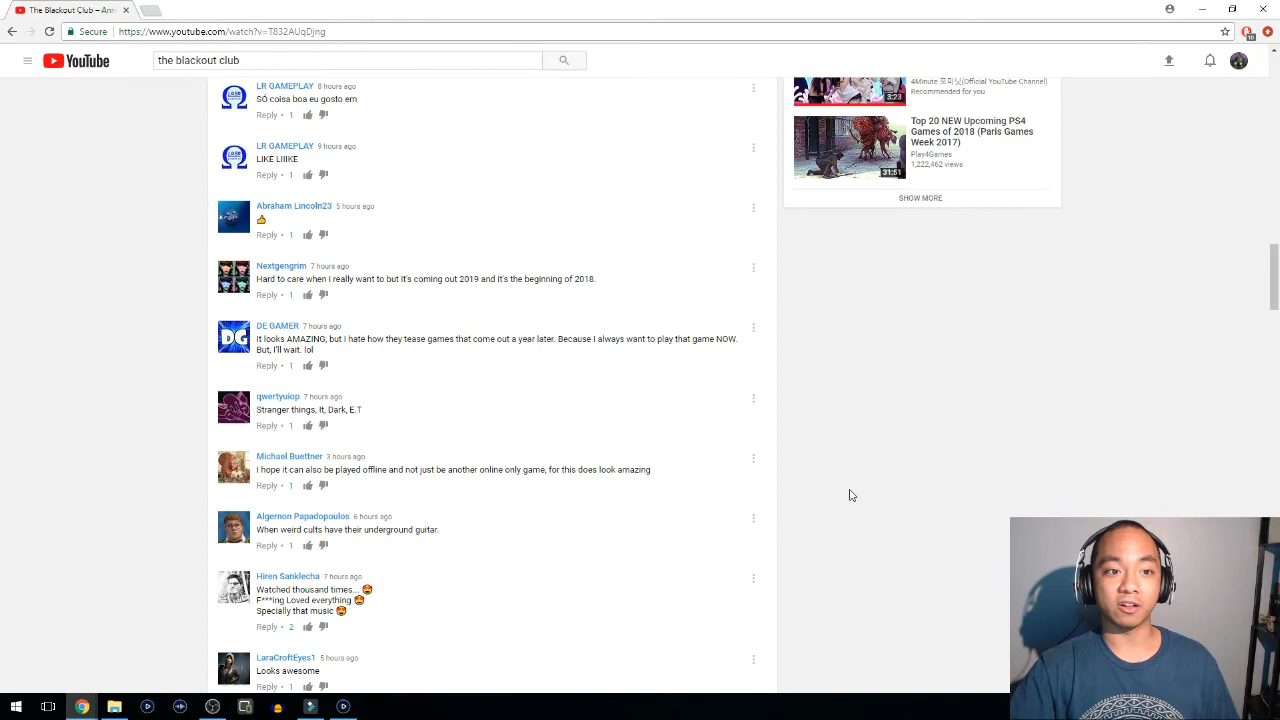 The Blackout Club – Ann
Secure
https://www.youtube.com/watch?v=T832AUqDjng
10
YouTube
the blackout club
LR GAMEPLAY 8 hours ago
SÓ coisa boa eu gosto em
Reply • 1
LR GAMEPLAY 9 hours ago
LIKE LIIIKE
Reply • 1
Abraham Lincoln23 5 hours ago
👍
Reply • 1
Nextgengrim 7 hours ago
Hard to care when i really want to but it's coming out 2019 and it's the beginning of 2018.
Reply • 1
DE GAMER 7 hours ago
It looks AMAZING, but I hate how they tease games that come out a year later. Because I always want to play that game NOW.
But, I'll wait. lol
Reply • 1
qwertyuiop 7 hours ago
Stranger things, It, Dark, E.T
Reply • 1
Michael Buettner 3 hours ago
I hope it can also be played offline and not just be another online only game, for this does look amazing
Reply • 1
Algernon Papadopoulos 6 hours ago
When weird cults have their underground guitar.
Reply • 1
Hiren Sanklecha 7 hours ago
Watched thousand times... 😍
F***ing Loved everything 😍
Specially that music 😍
Reply • 2
LaraCroftEyes1 5 hours ago
Looks awesome
Reply • 1
3:23
4Minute 포미닛(Official YouTube Channel)
Recommended for you
31:51
Top 20 NEW Upcoming PS4
Games of 2018 (Paris Games
Week 2017)
Play4Games
1,222,462 views
SHOW MORE
DG